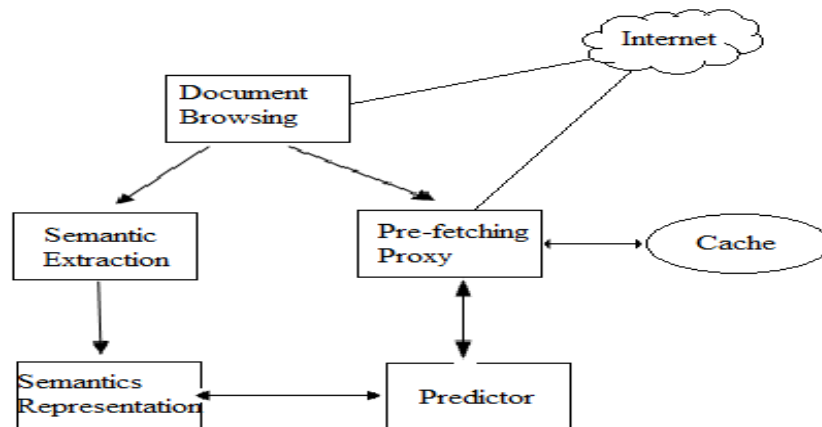 Internet
Document
Browsing
Semantic
Extraction
Pre-fetching
Proxy
Cache
Semantics
Representation
Predictor